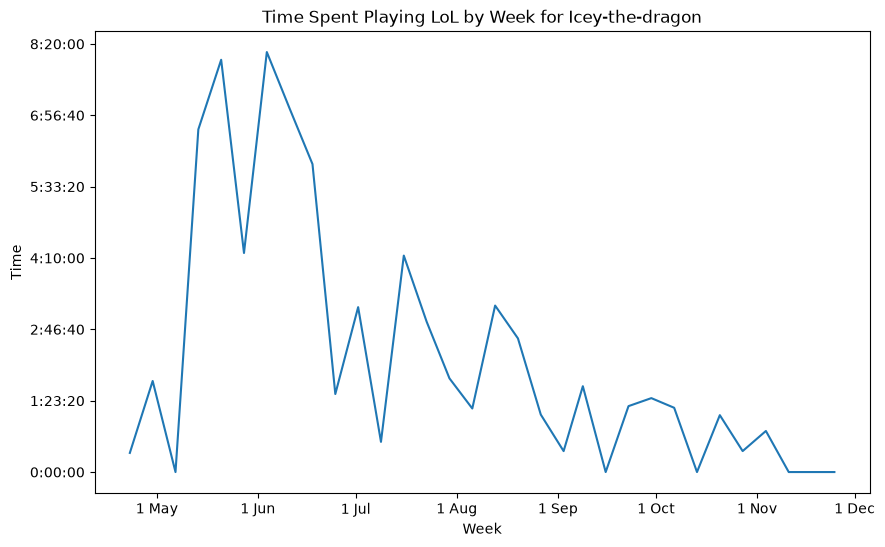 Time Spent Playing LoL by Week for Icey-the-dragon
8:20:00
6:56:40
5:33:20
4:10:00
2:46:40
1:23:20
0:00:00
Time
1 May
1 Jun
1 Jul
1 Aug
1 Sep
1 Oct
1 Nov
1 Dec
Week